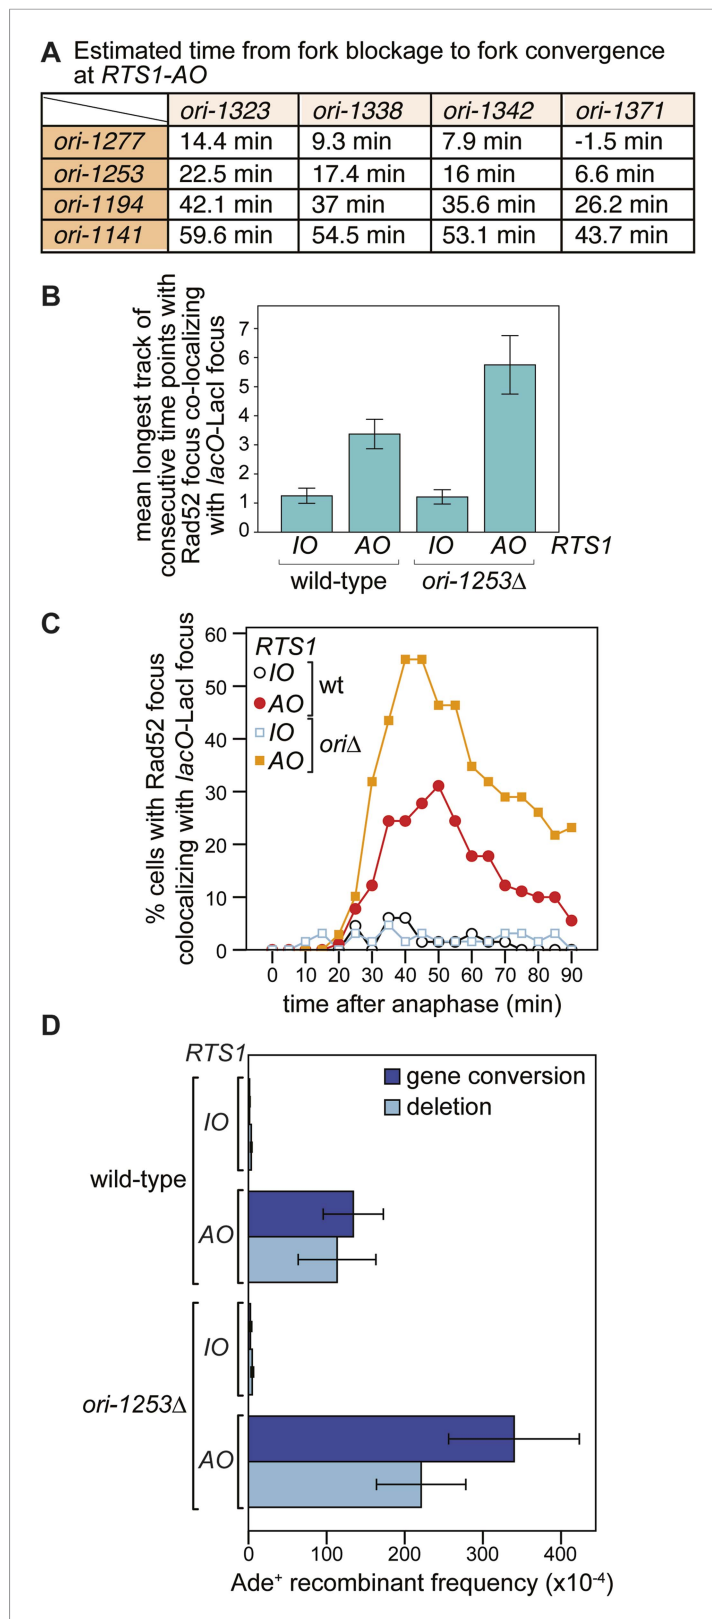 A Estimated time from fork blockage to fork convergence
at RTS1-AO
ori-1323 ori-1338 ori-1342 ori-1371
ori-1277 14.4 min 9.3 min 7.9 min -1.5 min
ori-1253 22.5 min 17.4 min 16 min 6.6 min
ori-1194 42.1 min 37 min 35.6 min 26.2 min
ori-1141 59.6 min 54.5 min 53.1 min 43.7 min
B
mean longest track of
consecutive time points with
Rad52 focus co-localizing
with lacO-LacI focus
7
6
5
4
3
2
1
0
IO AO IO AO RTS1
wild-type ori-1253Δ
C
% cells with Rad52 focus
colocalizing with lacO-LacI focus
60
50
40
30
20
10
0
RTS1
IO
AO
wt
IO
AO
oriΔ
0 10 20 30 40 50 60 70 80 90
time after anaphase (min)
D
RTS1
gene conversion
deletion
IO
wild-type
AO
IO
ori-1253Δ
AO
0 100 200 300 400
Ade⁺ recombinant frequency (x10⁻⁴)